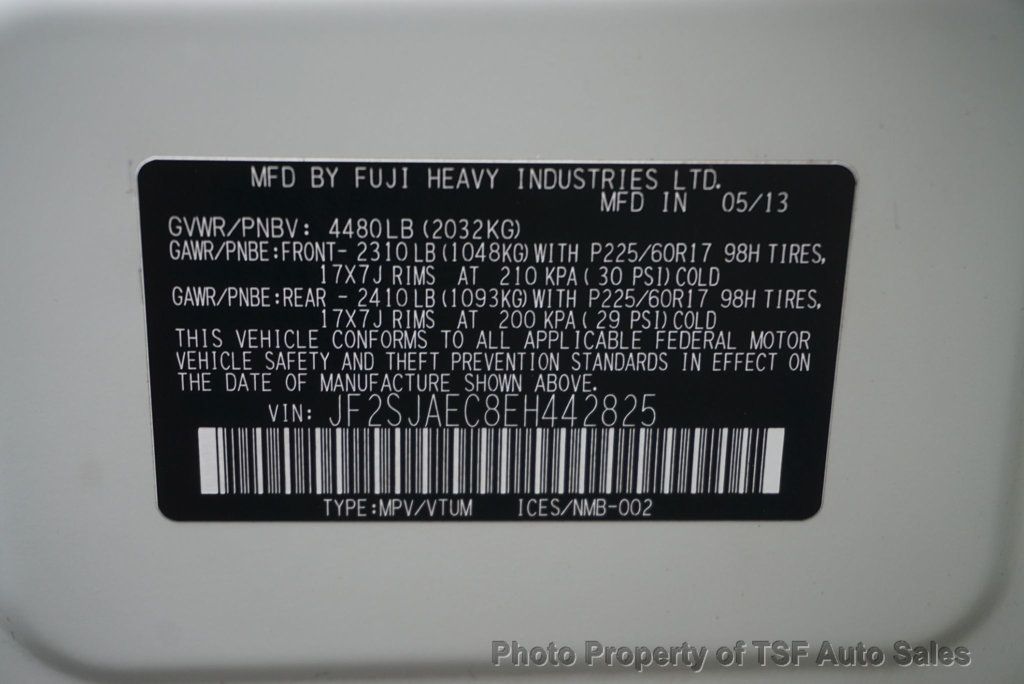 MFD BY FUJI HEAVY INDUSTRIES LTD.
MFD IN 05/13
GVWR/PNBV: 4480LB(2032KG)
GAWR/PNBE:FRONT- 2310LB(1048KG)WITH P225/60R17 98H TIRES,
17X7J RIMS AT 210 KPA( 30 PSI)COLD
GAWR/PNBE:REAR - 2410LB(1093KG)WITH P225/60R17 98H TIRES,
17X7J RIMS AT 200 KPA( 29 PSI)COLD
THIS VEHICLE CONFORMS TO ALL APPLICABLE FEDERAL MOTOR
VEHICLE SAFETY AND THEFT PREVENTION STANDARDS IN EFFECT ON
THE DATE OF MANUFACTURE SHOWN ABOVE.
VIN: JF2SJAEC8EH442825
TYPE:MPV/VTUM ICES/NMB-002
Photo Property of TSF Auto Sales